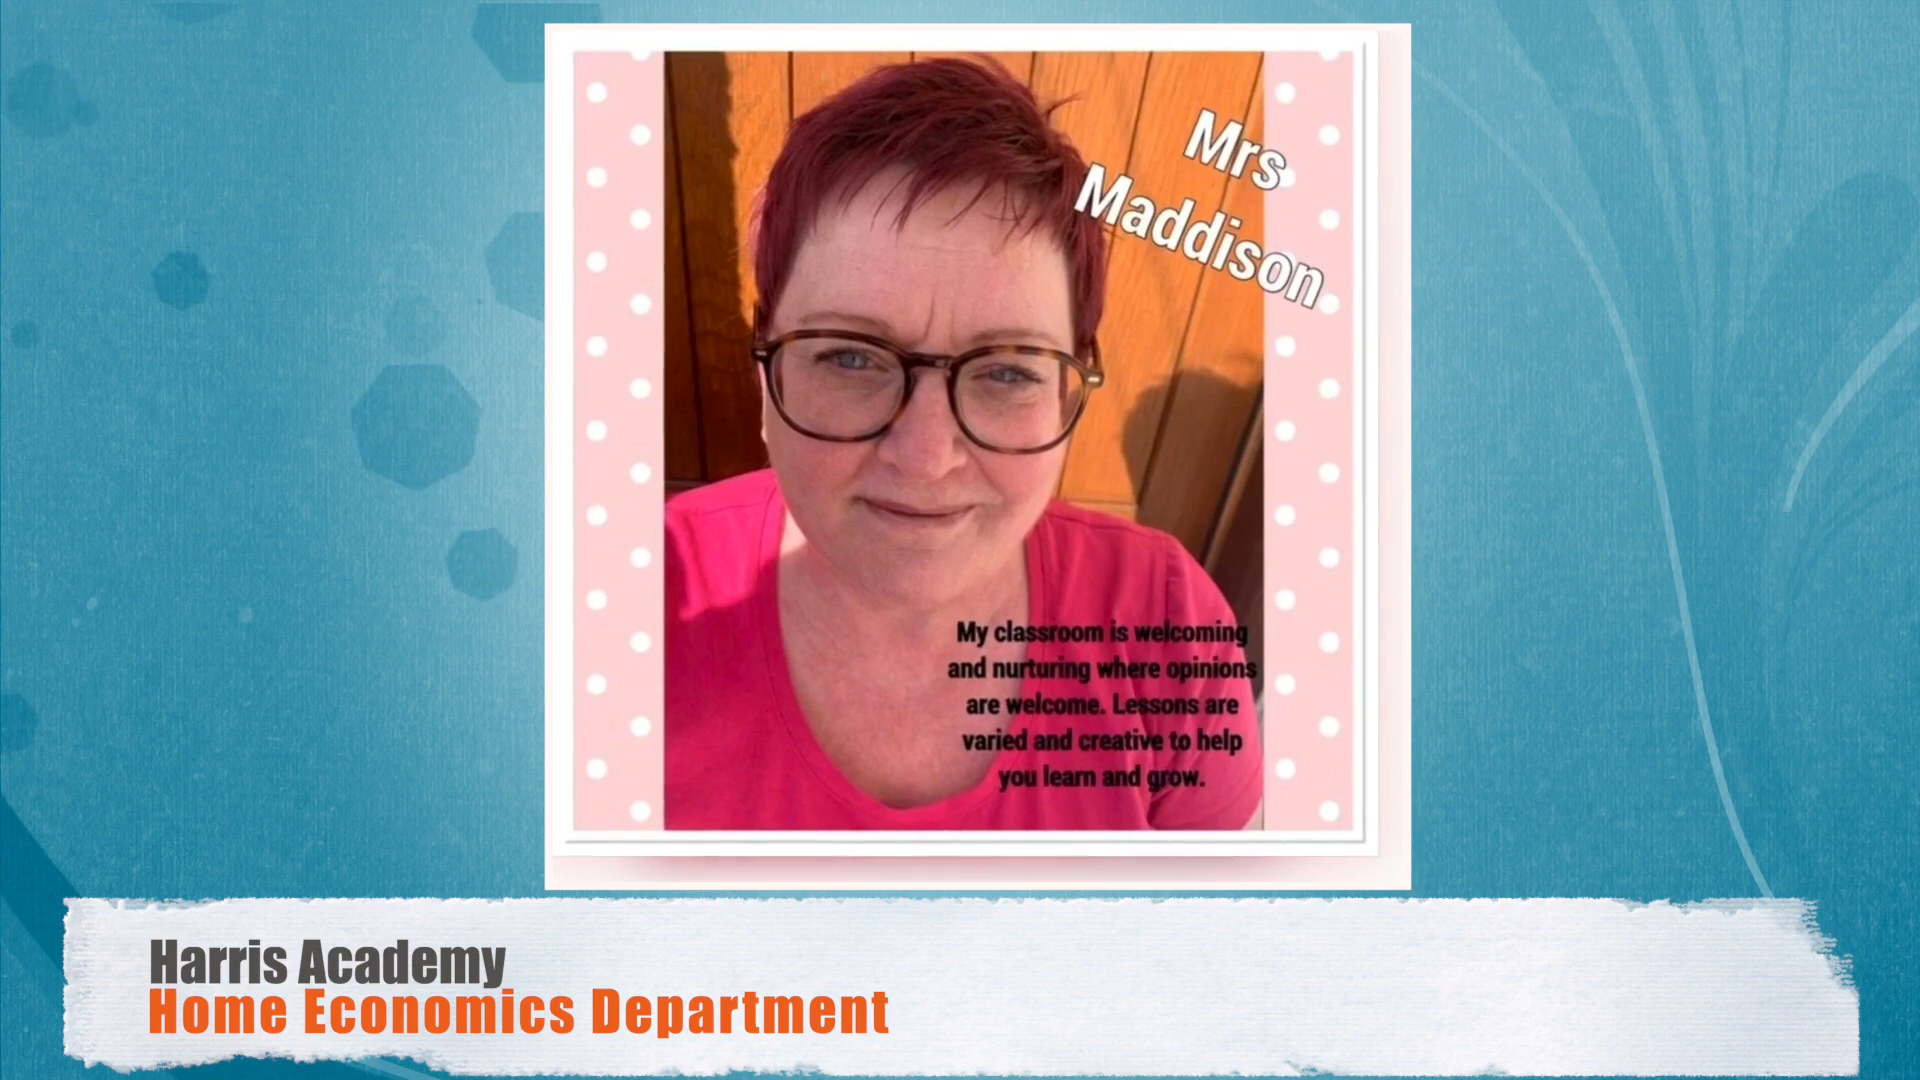 Mrs
Maddison
My classroom is welcoming
and nurturing where opinions
are welcome. Lessons are
varied and creative to help
you learn and grow.
Harris Academy
Home Economics Department